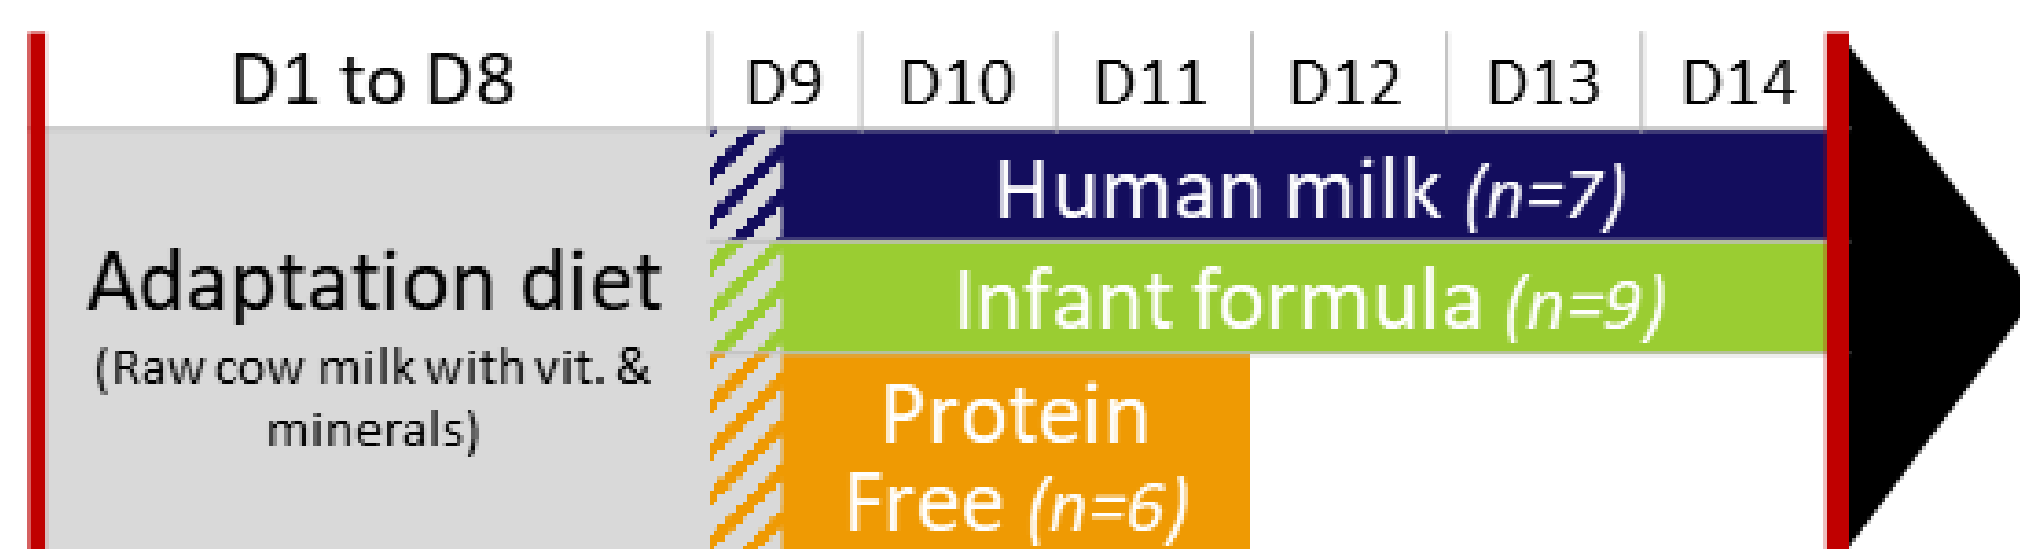 D1 to D8 D9 D10 D11 D12 D13 D14
Human milk (n=7)
Infant formula (n=9)
Adaptation diet
(Raw cow milk with vit. &
minerals)
Protein
Free (n=6)